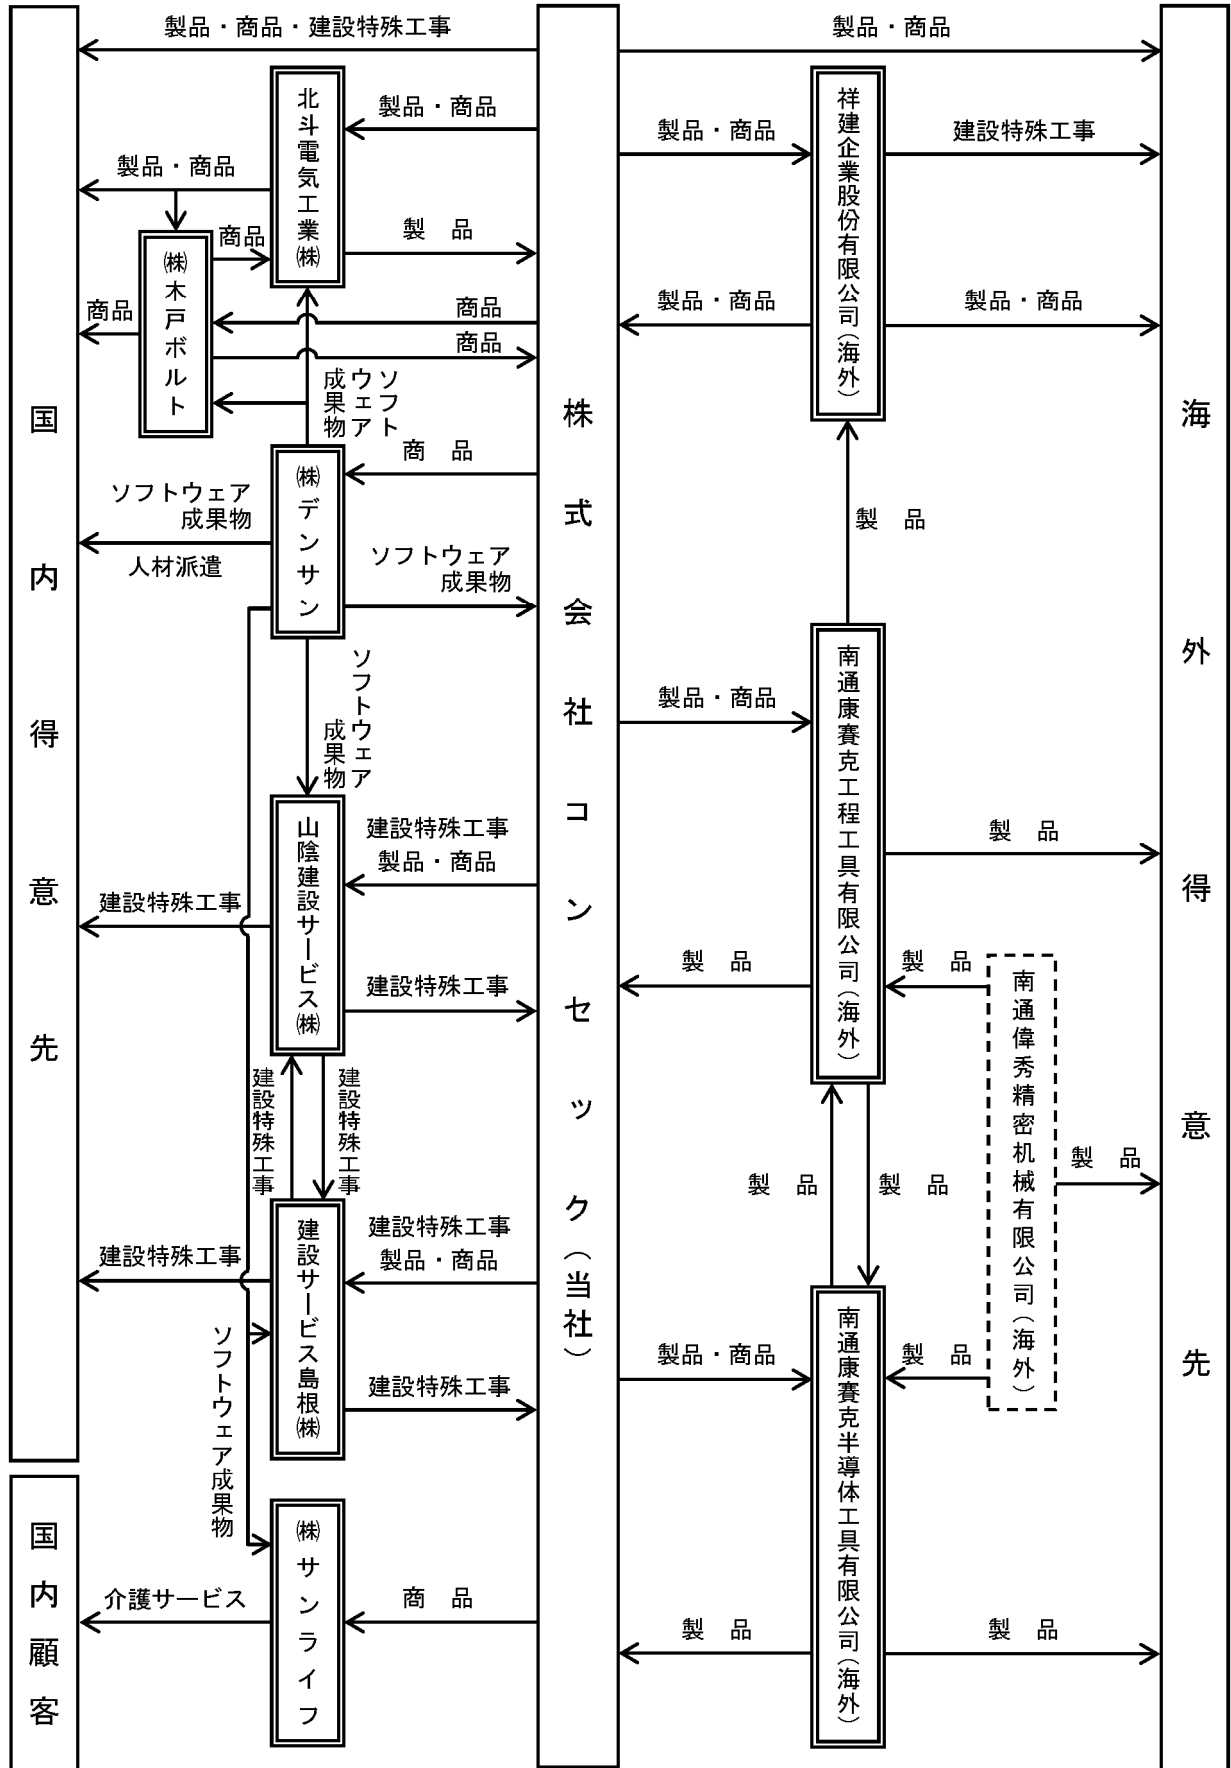 製品・商品・建設特殊工事
製品・商品
北斗電気工業㈱
製品・商品
製品・商品
製　品
㈱木戸ボルト
商品
商品
商品
商品
ソフトウェア
成果物
㈱デンサン
商　品
ソフトウェア
成果物
人材派遣
ソフトウェア
成果物
ソフトウェア
成果物
山陰建設サービス㈱
建設特殊工事
製品・商品
建設特殊工事
建設特殊工事
建設特殊工事
建設特殊工事
建設サービス島根㈱
建設特殊工事
製品・商品
建設特殊工事
建設特殊工事
ソフトウェア成果物
㈱サンライフ
介護サービス
商　品
国内得意先
国内顧客
株式会社コンセック（当社）
祥建企業股份有限公司（海外）
製品・商品
建設特殊工事
製品・商品
製品・商品
製　品
南通康賽克工程工具有限公司（海外）
製品・商品
製　品
製　品
製　品
南通偉秀精密机械有限公司（海外）
製　品
製　品
製　品
製　品
南通康賽克半導体工具有限公司（海外）
製品・商品
製　品
製　品
海外得意先